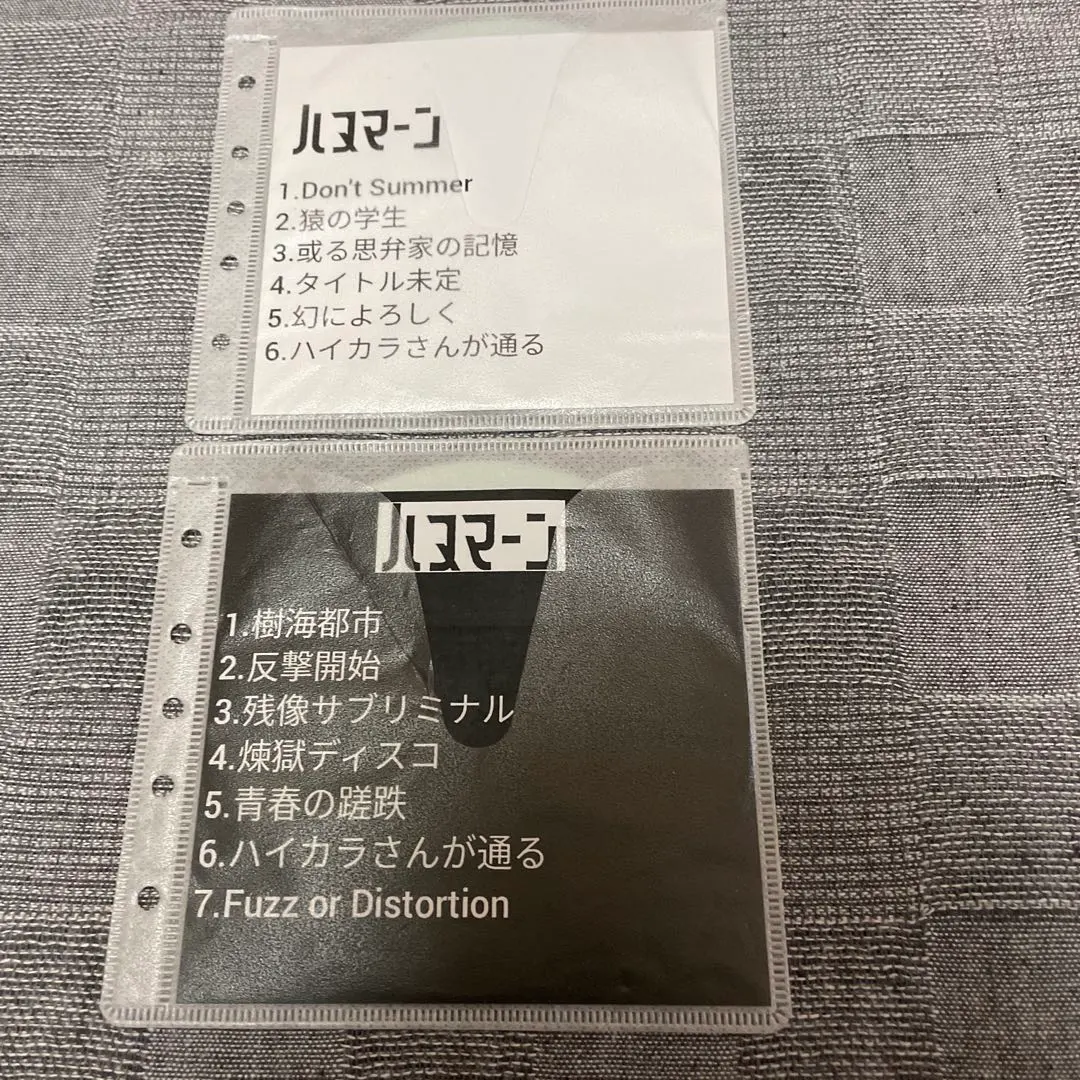 ハヌマーン
1.Don't Summer
2.猿の学生
3.或る思弁家の記憶
4.タイトル未定
5.幻によろしく
6.ハイカラさんが通る
ハヌマーン
1.樹海都市
2.反撃開始
3.残像サブリミナル
4.煉獄ディスコ
5.青春の蹉跌
6.ハイカラさんが通る
7.Fuzz or Distortion